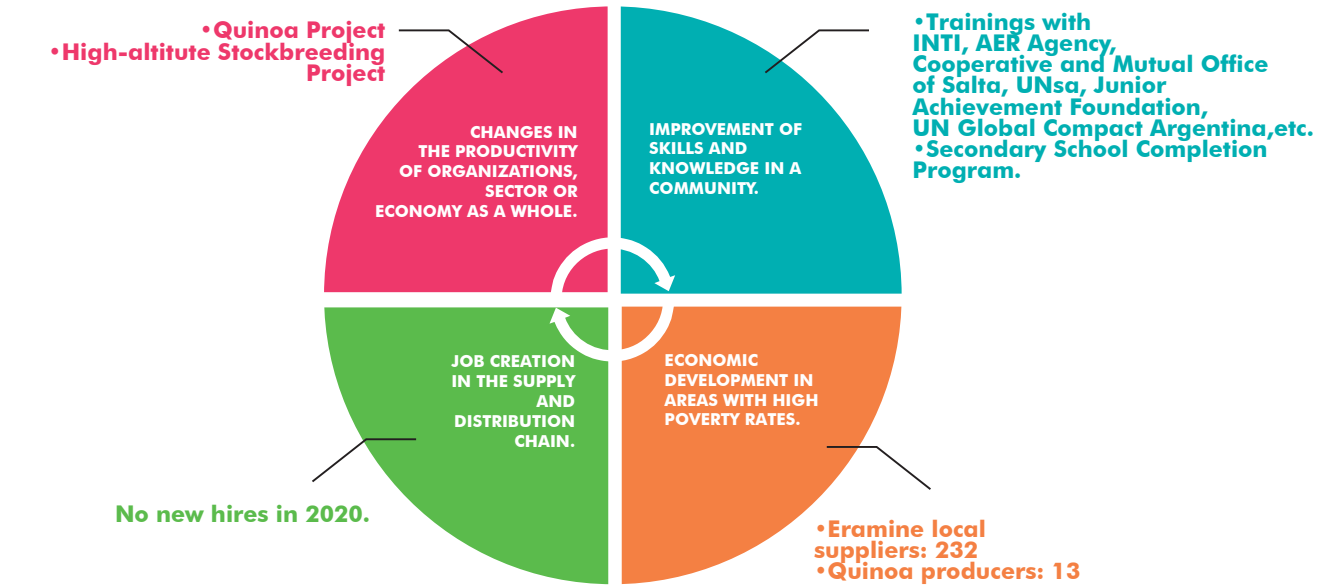 •Quinoa Project
•High-altitute Stockbreeding
Project
•Trainings with
INTI, AER Agency,
Cooperative and Mutual Office
of Salta, UNsa, Junior
Achievement Foundation,
UN Global Compact Argentina,etc.
•Secondary School Completion
Program.
CHANGES IN
THE PRODUCTIVITY
OF ORGANIZATIONS,
SECTOR OR
ECONOMY AS A WHOLE.
IMPROVEMENT OF
SKILLS AND
KNOWLEDGE IN A
COMMUNITY.
JOB CREATION
IN THE SUPPLY
AND
DISTRIBUTION
CHAIN.
ECONOMIC
DEVELOPMENT IN
AREAS WITH HIGH
POVERTY RATES.
No new hires in 2020.
•Eramine local
suppliers: 232
•Quinoa producers: 13